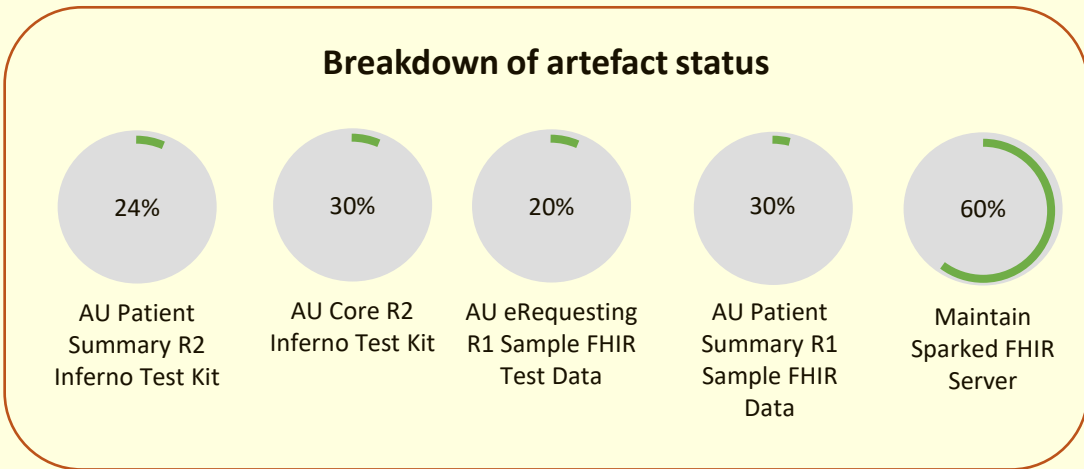 Breakdown of artefact status
24%
30%
20%
30%
60%
AU Patient
Summary R2
Inferno Test Kit
AU Core R2
Inferno Test Kit
AU eRequesting
R1 Sample FHIR
Test Data
AU Patient
Summary R1
Sample FHIR
Data
Maintain
Sparked FHIR
Server